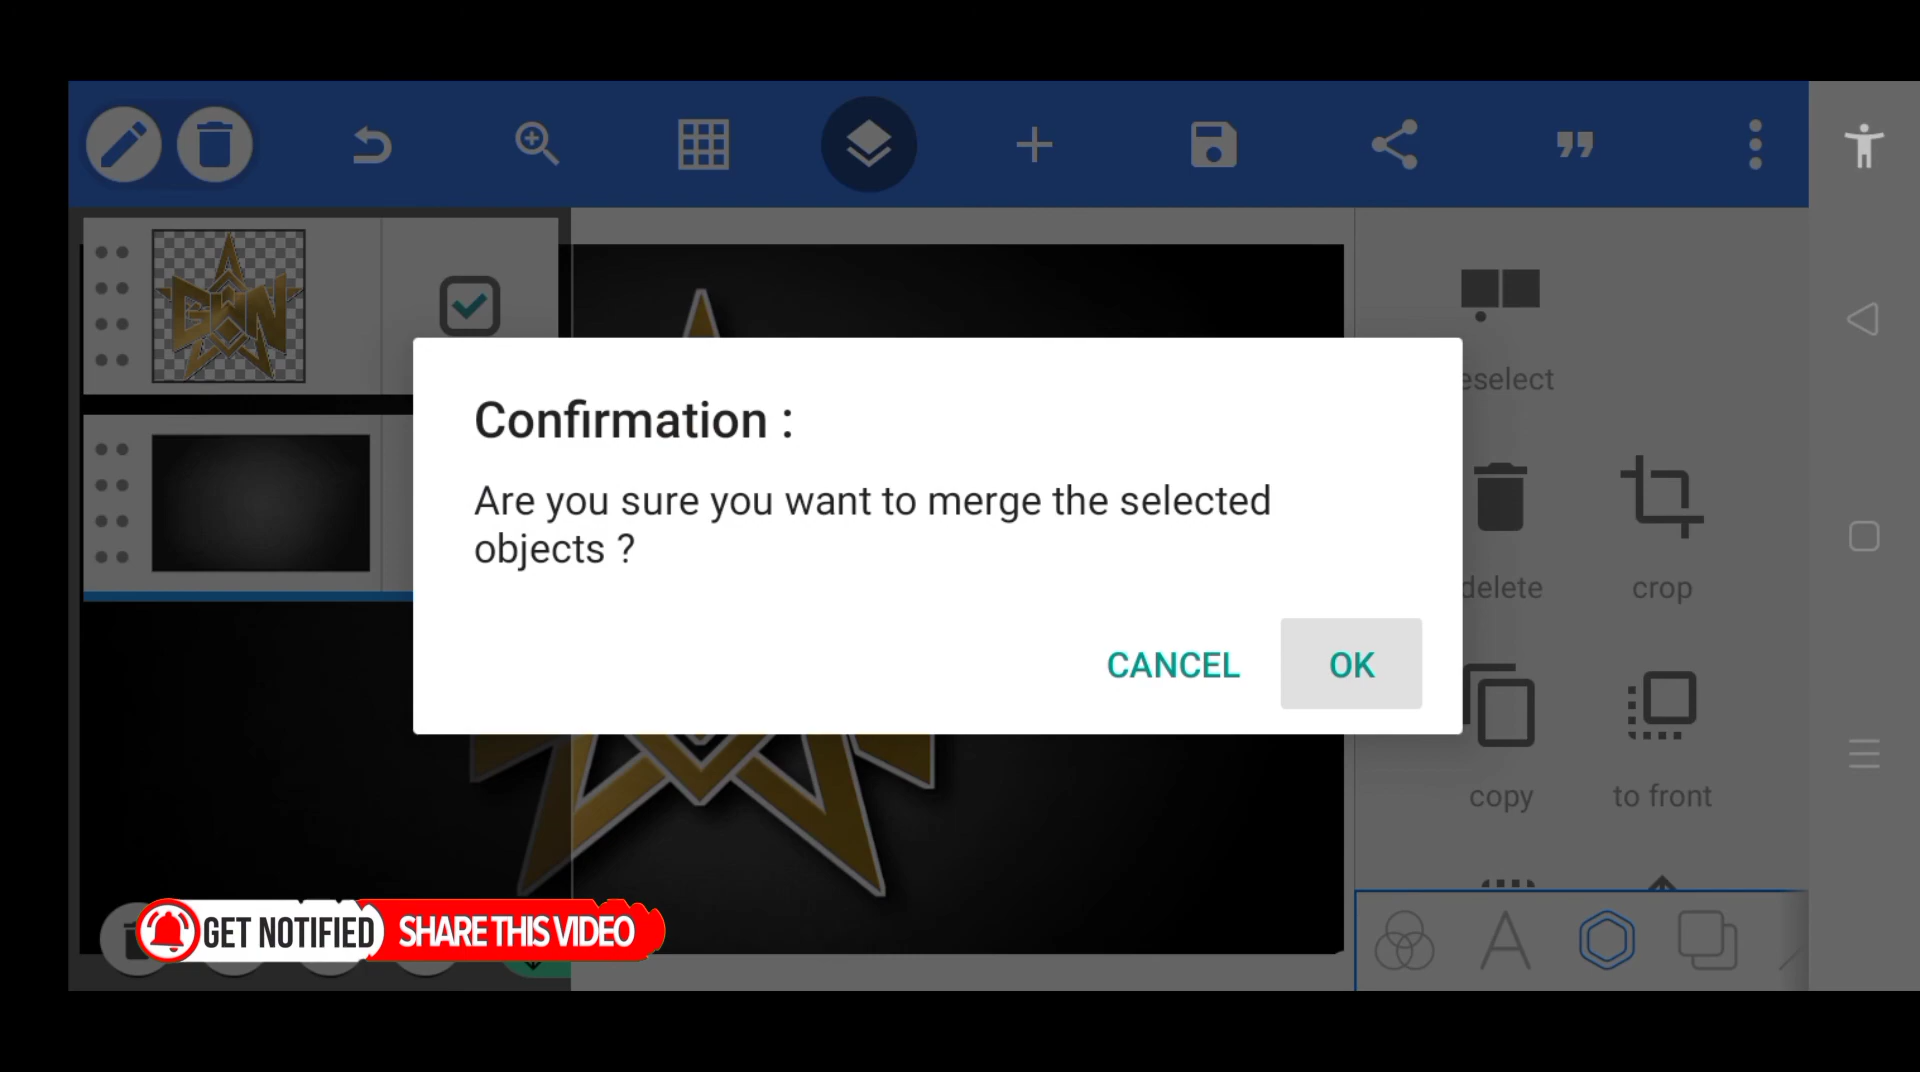 GWN
eselect
Confirmation :
Are you sure you want to merge the selected
objects ?
delete
crop
CANCEL
OK
copy
to front
GET NOTIFIED
SHARE THIS VIDEO
A